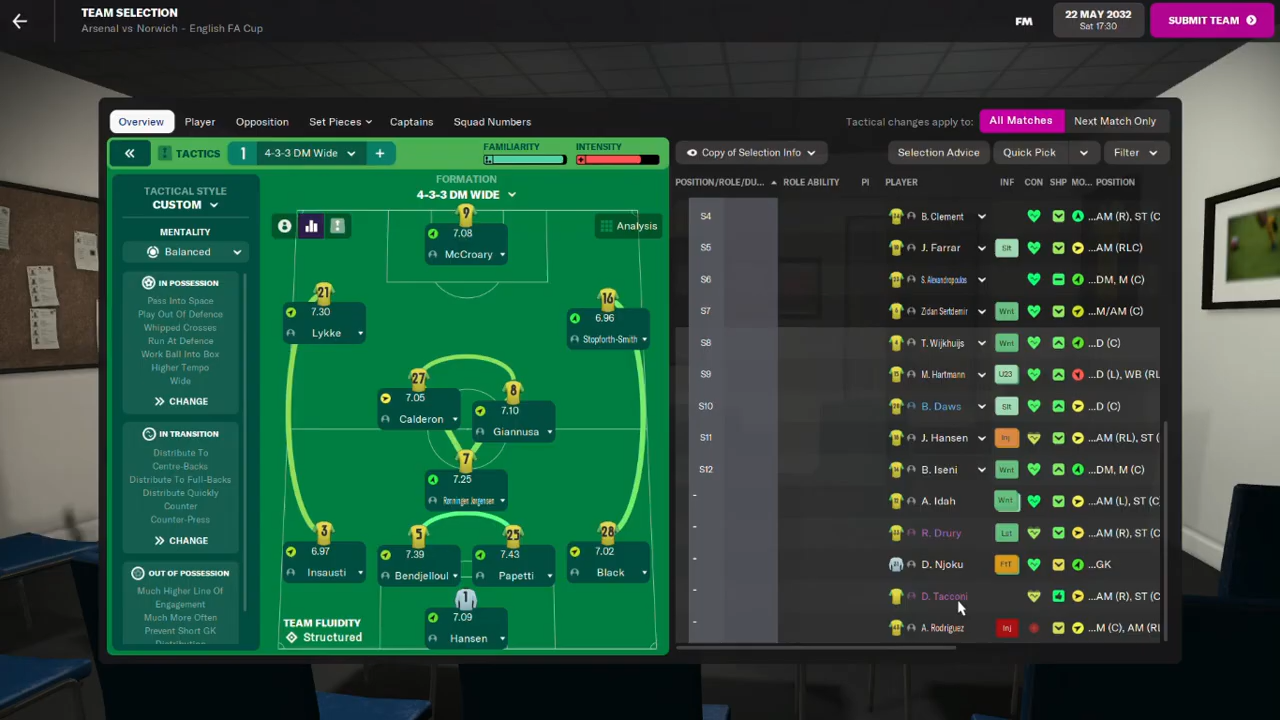 TEAM SELECTION
Arsenal vs Norwich - English FA Cup
FM
22 MAY 2032
Sat 17:30
SUBMIT TEAM
Overview
Player
Opposition
Set Pieces
Captains
Squad Numbers
Tactical changes apply to:
All Matches
Next Match Only
TACTICS
1
4-3-3 DM Wide
FAMILIARITY
INTENSITY
Copy of Selection Info
Selection Advice
Quick Pick
Filter
TACTICAL STYLE
CUSTOM
MENTALITY
Balanced
IN POSSESSION
Pass Into Space
Play Out Of Defence
Whipped Crosses
Run At Defence
Work Ball Into Box
Higher Tempo
Wide
CHANGE
IN TRANSITION
Distribute To
Centre-Backs
Distribute To Full-Backs
Distribute Quickly
Counter
Counter-Press
CHANGE
OUT OF POSSESSION
Much Higher Line Of
Engagement
Much More Often
Prevent Short GK
FORMATION
4-3-3 DM WIDE
Analysis
9
7.08
McCroary
21
7.30
Lykke
16
6.96
Stopforth-Smith
27
7.05
Calderon
8
7.10
Giannusa
7
7.25
Ronningen Jorgensen
3
6.97
Insausti
5
7.39
Bendjelloul
25
7.43
Papetti
28
7.02
Black
1
7.09
Hansen
TEAM FLUIDITY
Structured
POSITION/ROLE/DU... ROLE ABILITY PI PLAYER INF CON SHP MO... POSITION
S4 B. Clement ...AM (R), ST (C
S5 J. Farrar Slt ...AM (RLC)
S6 S. Alexandropoulos ...DM, M (C)
S7 Zidan Sertdemir Wnt ...M/AM (C)
S8 T. Wijkhuijs Wnt ...D (C)
S9 M. Hartmann U23 ...D (L), WB (RL
S10 B. Daws Slt ...D (C)
S11 J. Hansen Inj ...AM (RL), ST (
S12 B. Iseni Wnt ...DM, M (C)
- A. Idah Wnt ...AM (L), ST (C
- R. Drury Lst ...AM (R), ST (C
- D. Njoku FtT ...GK
- D. Tacconi ...AM (R), ST (C
- A. Rodriguez Inj ...M (C), AM (RL